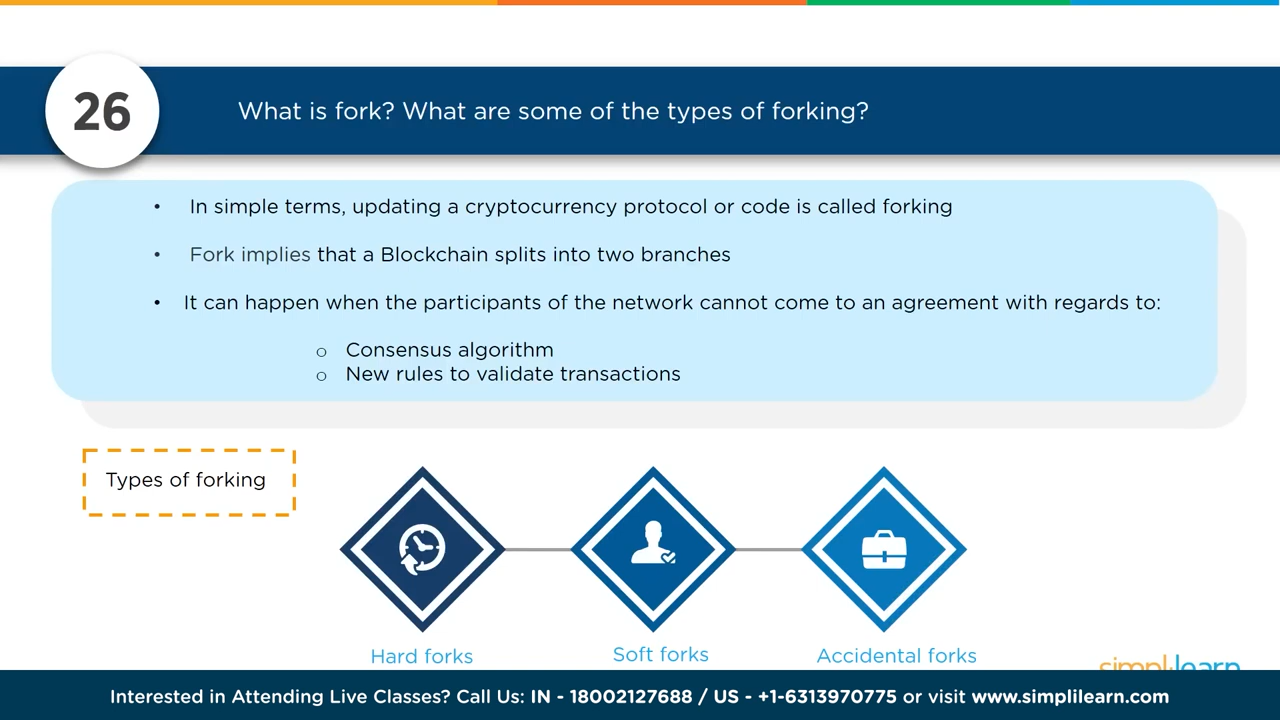 26
What is fork? What are some of the types of forking?
• In simple terms, updating a cryptocurrency protocol or code is called forking
• Fork implies that a Blockchain splits into two branches
• It can happen when the participants of the network cannot come to an agreement with regards to:
o Consensus algorithm
o New rules to validate transactions
Types of forking
Hard forks
Soft forks
Accidental forks
simplilearn
Interested in Attending Live Classes? Call Us: IN - 18002127688 / US - +1-6313970775 or visit www.simplilearn.com